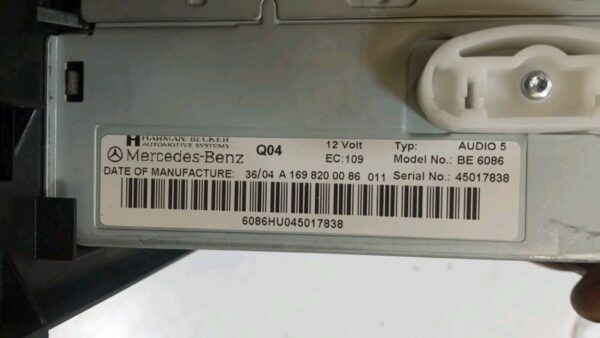 HARMAN/BECKER
AUTOMOTIVE SYSTEMS
Mercedes-Benz Q04 12 Volt Typ: AUDIO 5
EC:109 Model No.: BE 6086
DATE OF MANUFACTURE: 36/04 A 169 820 00 86 011 Serial No.: 45017838
6086HU045017838